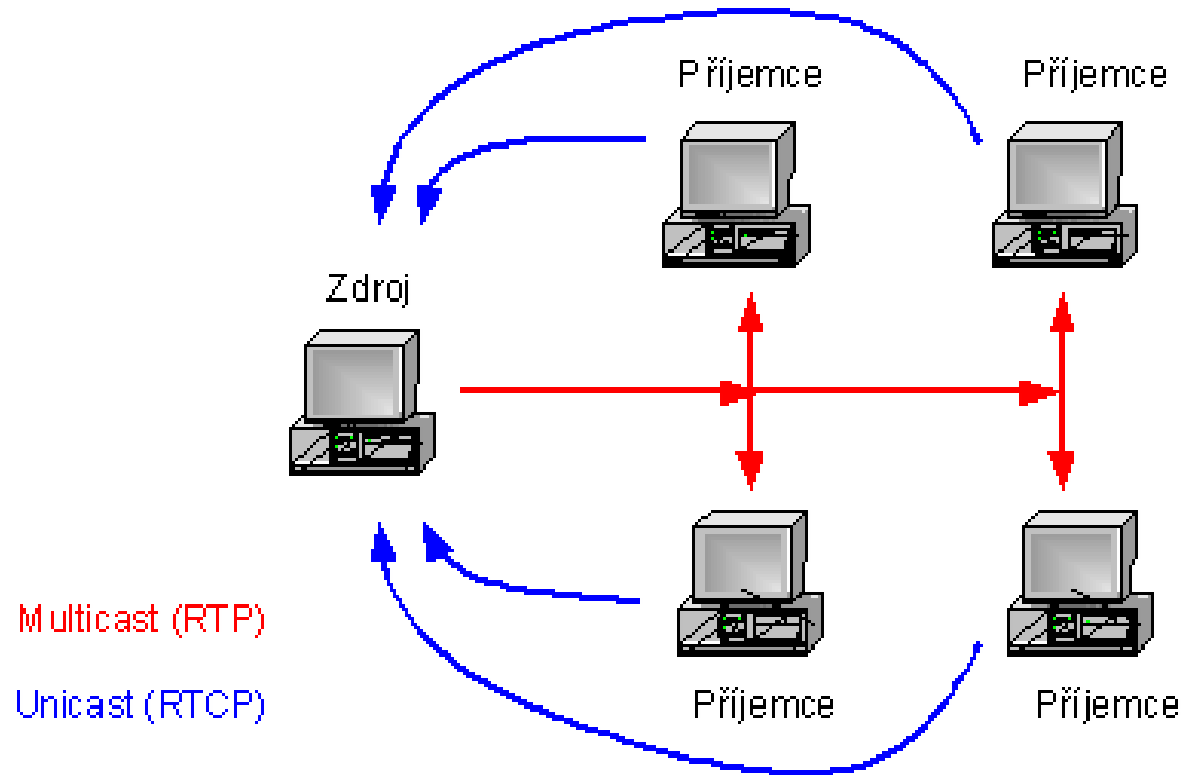 Příjemce
Příjemce
Zdroj
Multicast (RTP)
Unicast (RTCP)
Příjemce
Příjemce